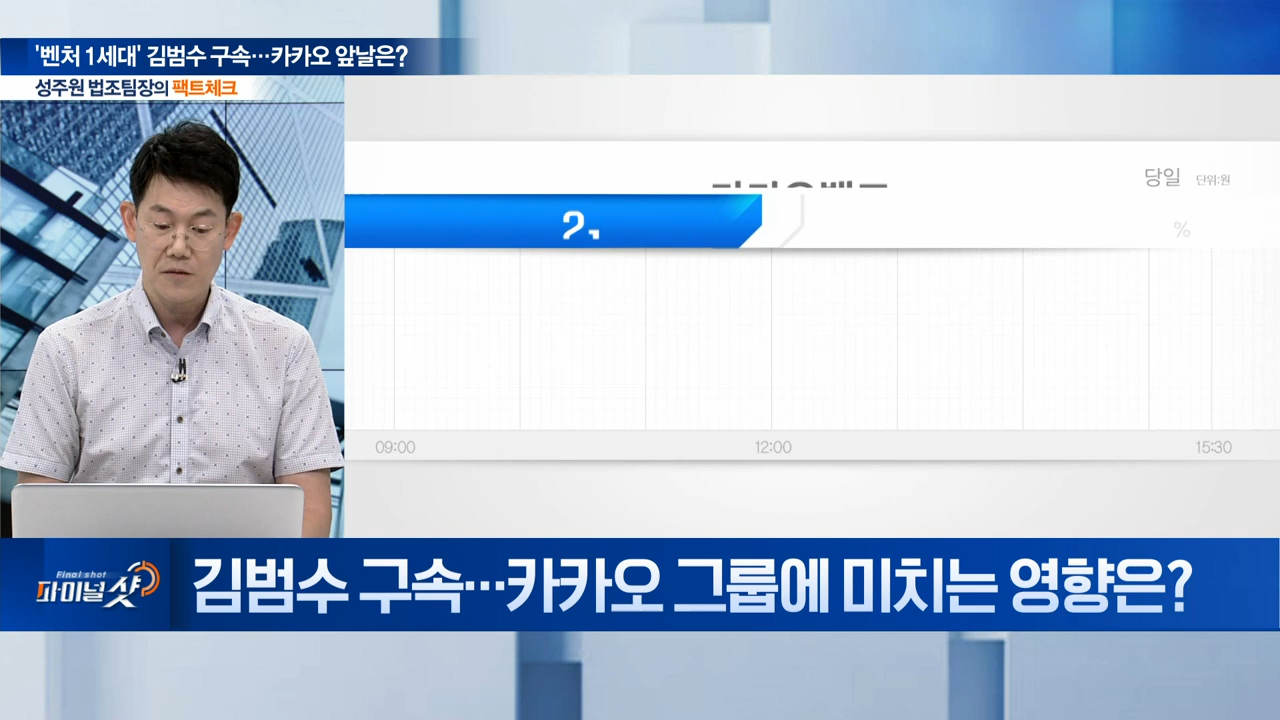 '벤처 1세대' 김범수 구속…카카오 앞날은?
성주원 법조팀장의 팩트체크
당일 단위:원
%
09:00 12:00 15:30
Final shot
파이널 샷
김범수 구속…카카오 그룹에 미치는 영향은?